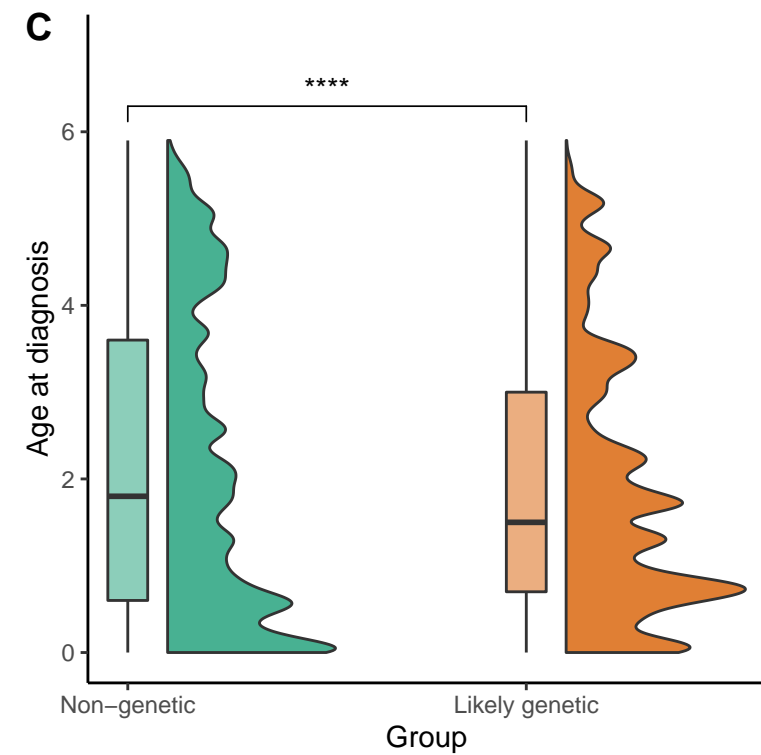 C
****
6
4
2
0
Age at diagnosis
Non−genetic
Likely genetic
Group